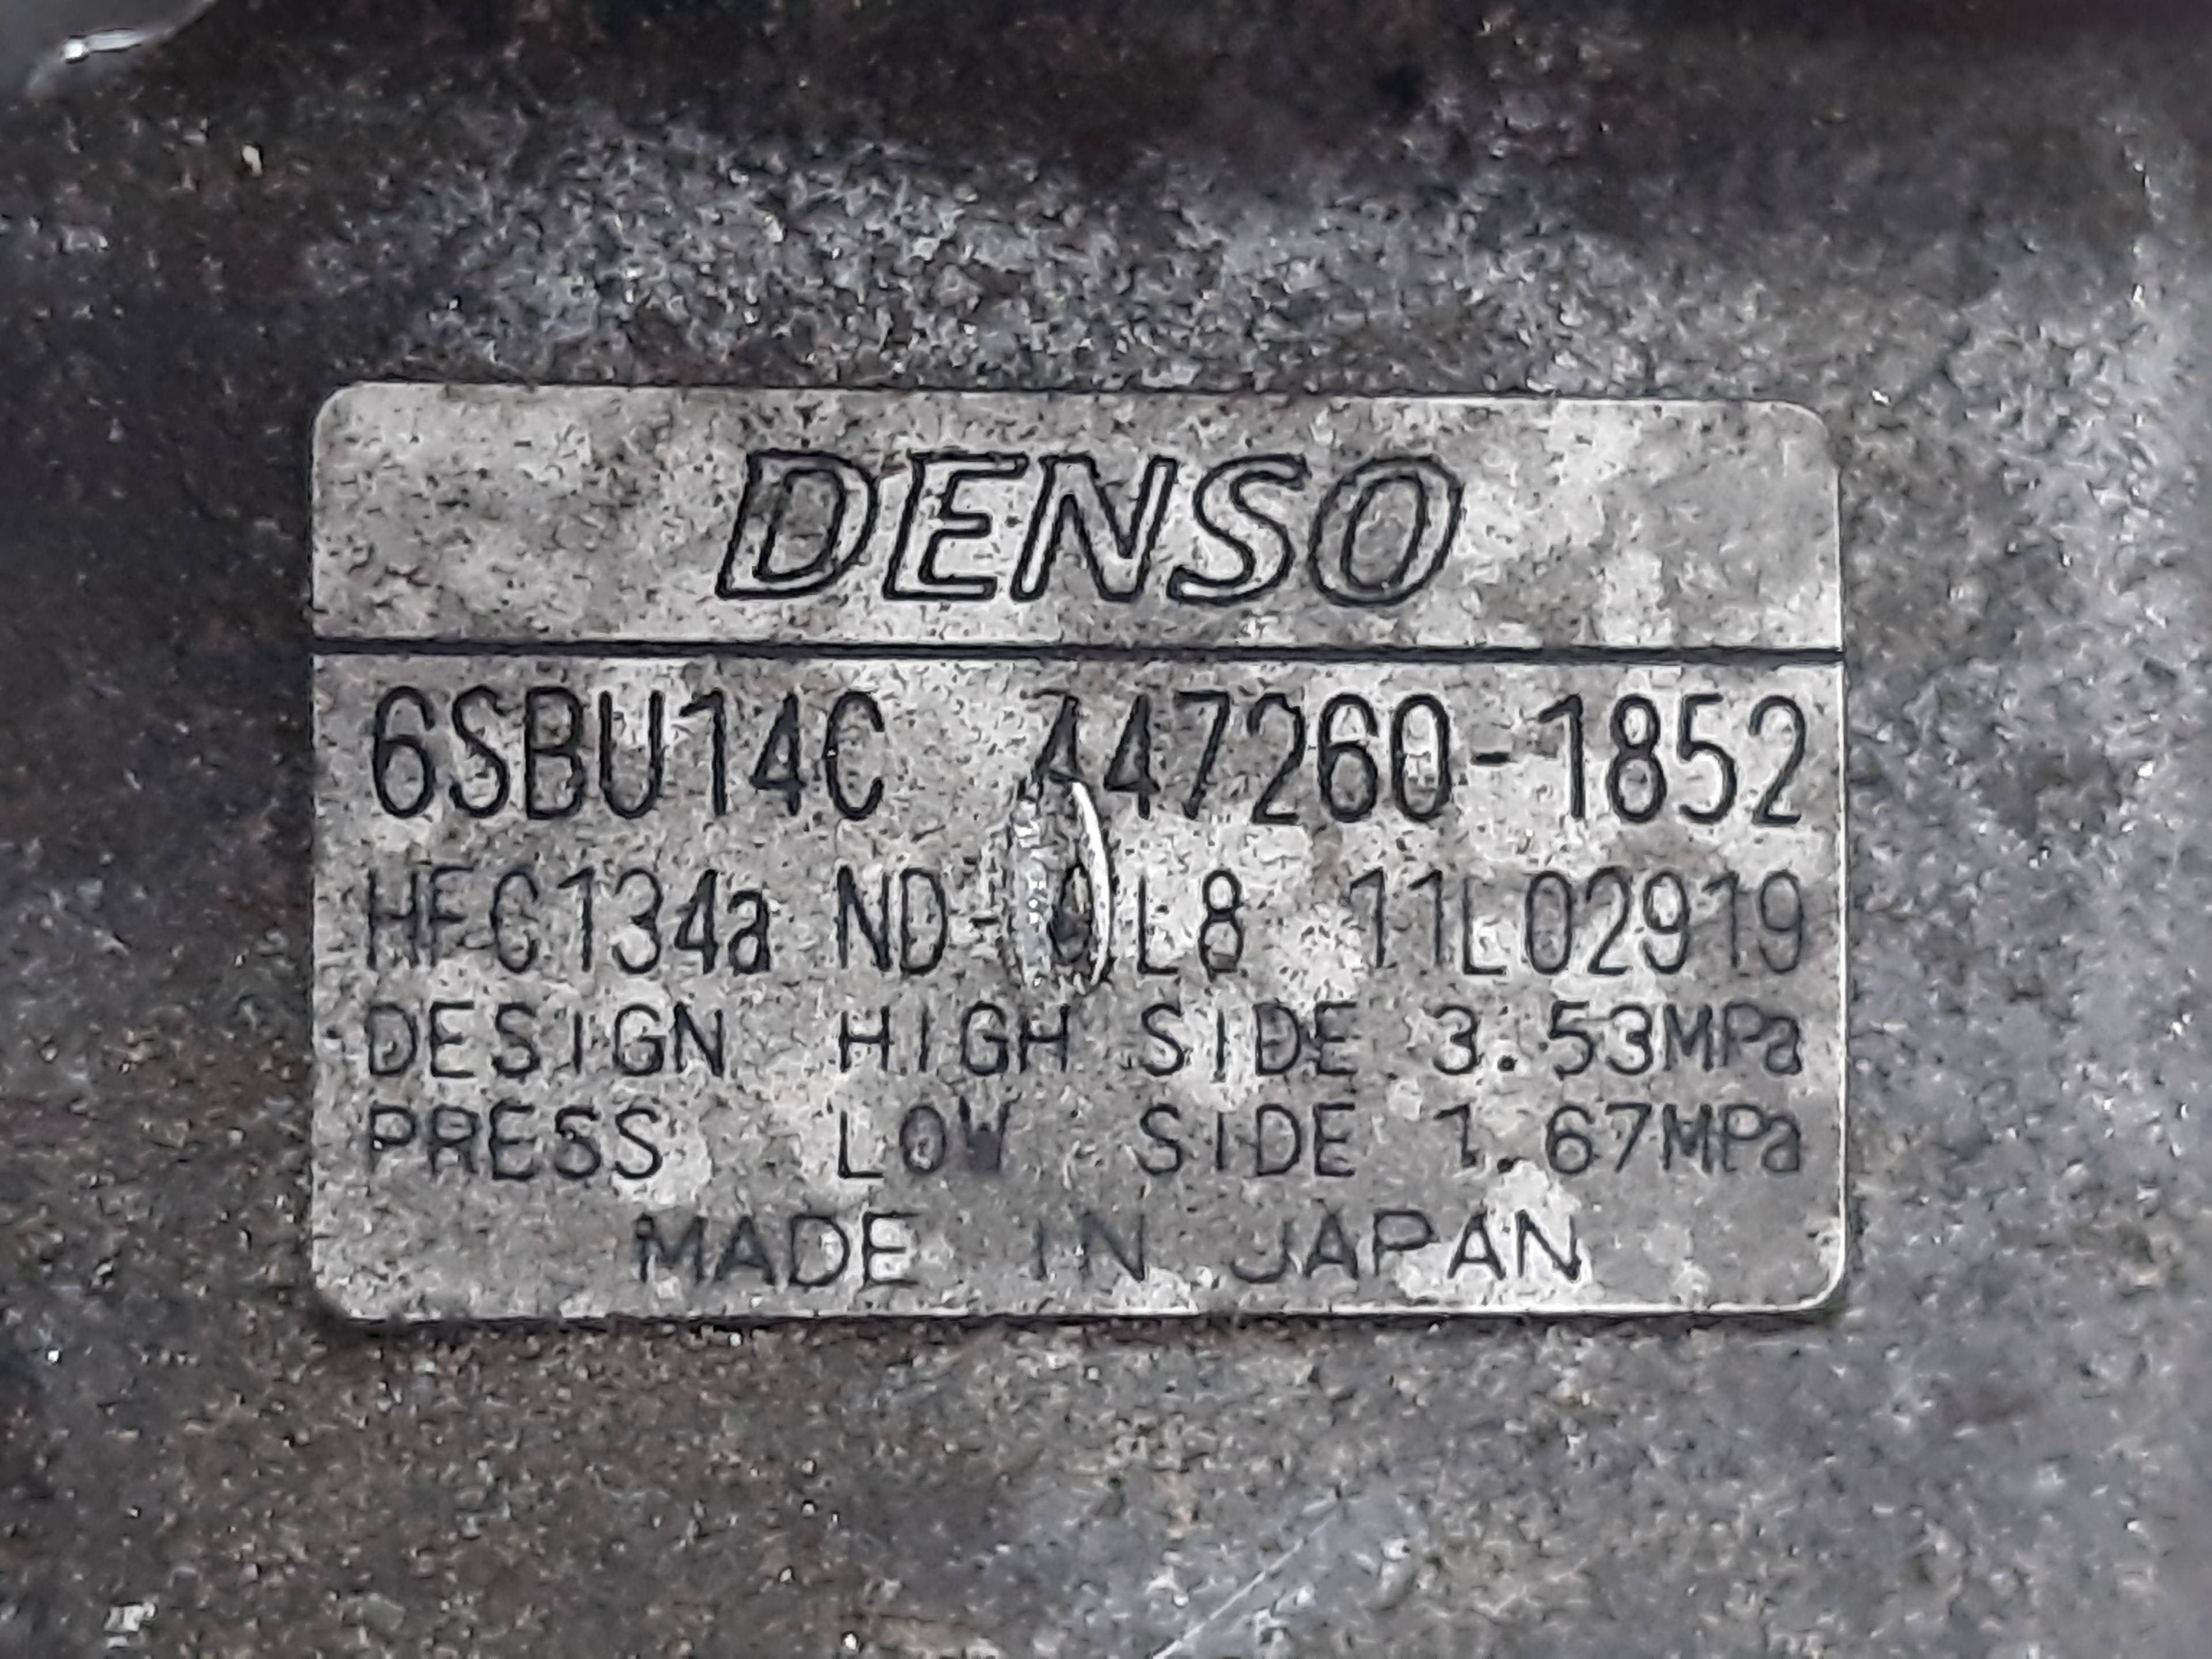 DENSO
6SBU14C 447260-1852
HFC134a ND-OIL8 11L02919
DESIGN HIGH SIDE 3.53MPa
PRESS LOW SIDE 1.67MPa
MADE IN JAPAN